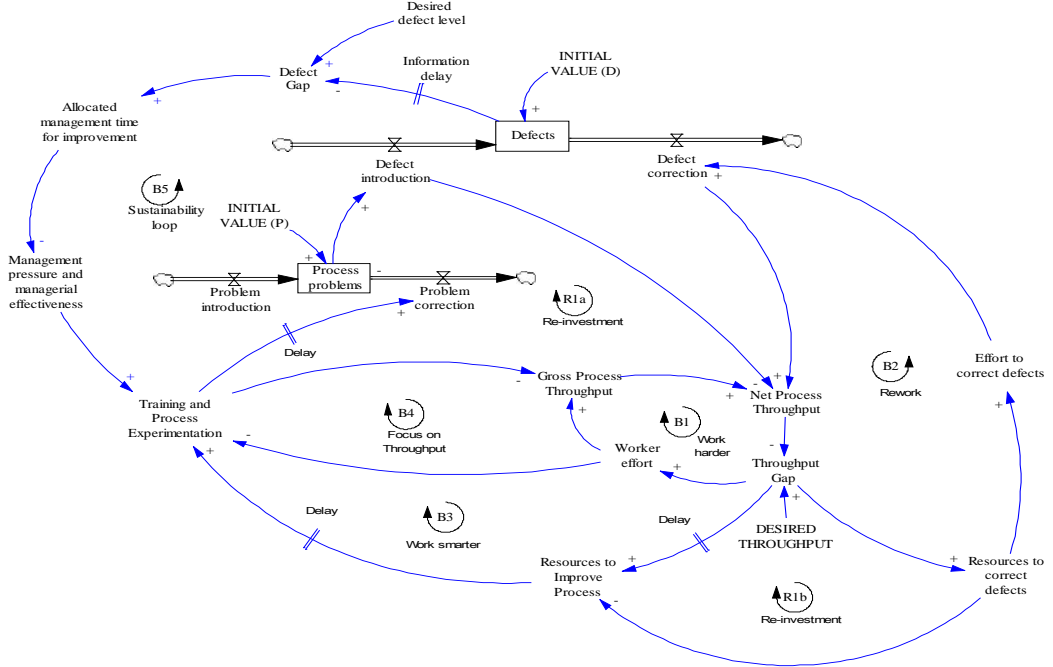 Desired
defect level
Defect
Gap
Information
delay
INITIAL
VALUE (D)
+
-
+
+
Allocated
management time
for improvement
Defects
Defect
introduction
Defect
correction
+
+
B5
Sustainability
loop
INITIAL
VALUE (P)
-
Management
pressure and
managerial
effectiveness
+
-
Process
problems
Problem
introduction
Problem
correction
+
R1a
Re-investment
Delay
+
Training and
Process
Experimentation
-
+
-
Gross Process
Throughput
+
+
-
+
Net Process
Throughput
B2
Rework
Effort to
correct defects
+
B4
Focus on
Throughput
B1
Work
harder
-
Worker
effort
+
-
Throughput
Gap
+
DESIRED
THROUGHPUT
Delay
B3
Work smarter
Delay
+
+
Resources to
Improve
Process
-
Resources to
correct
defects
R1b
Re-investment